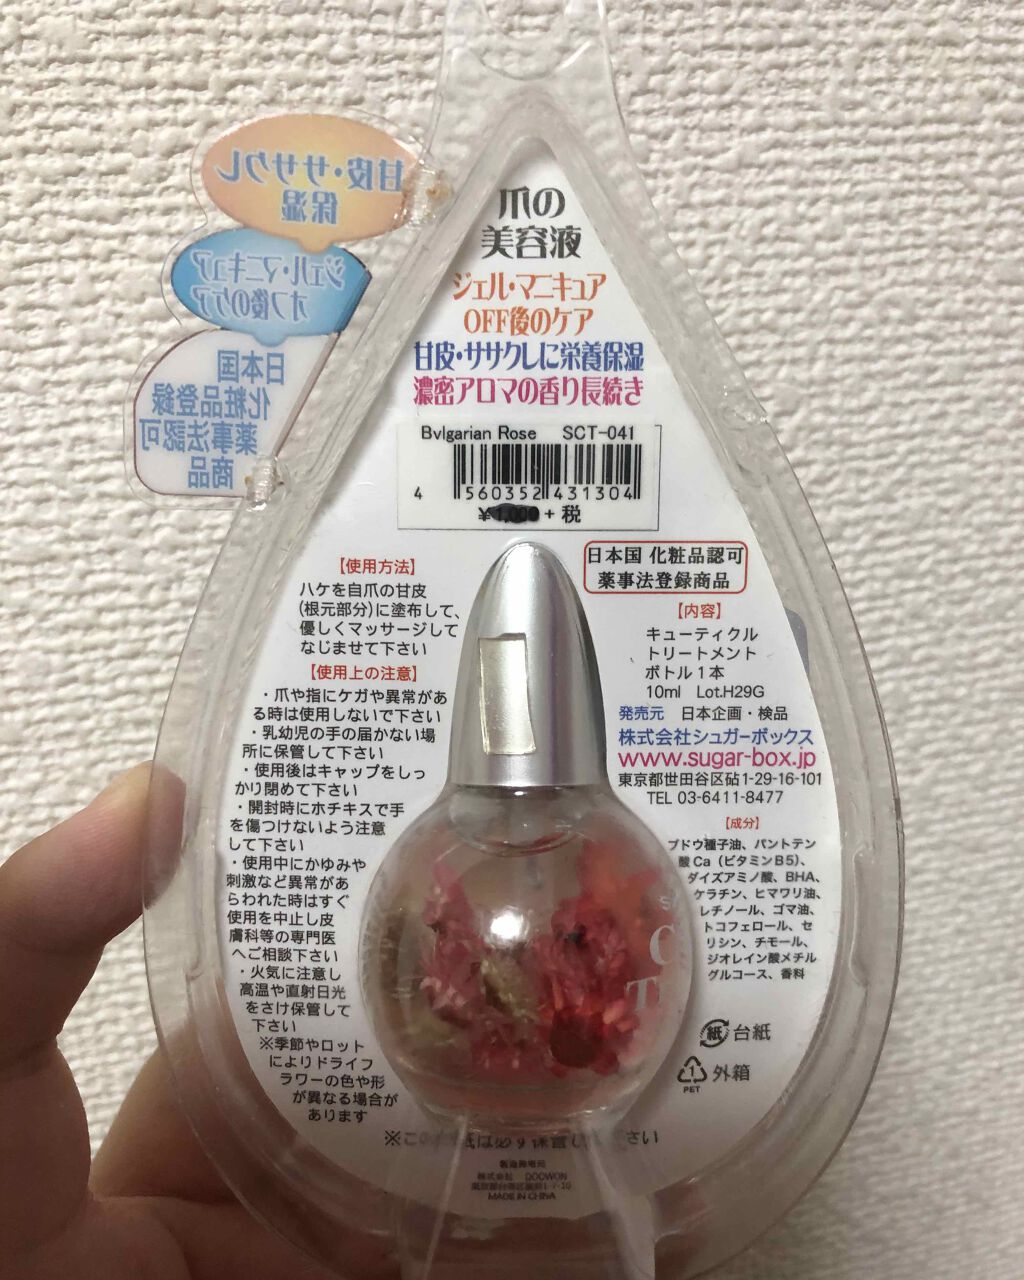 甘皮・ササクレ
保湿
ジェル・マニキュア
オフ後のケア
日本国
化粧品登録
薬事法認可
商品
爪の
美容液
ジェル・マニキュア
OFF後のケア
甘皮・ササクレに栄養保湿
濃密アロマの香り長続き
Bvlgarian Rose SCT-041
4 560352 431304
¥1,000 + 税
【使用方法】
ハケを自爪の甘皮
(根元部分)に塗布して、
優しくマッサージして
なじませて下さい
【使用上の注意】
・爪や指にケガや異常があ
る時は使用しないで下さい
・乳幼児の手の届かない場
所に保管して下さい
・使用後はキャップをしっ
かり閉めて下さい
・開封時にホチキスで手
を傷つけないよう注意
して下さい
・使用中にかゆみや
刺激など異常があ
らわれた時はすぐ
使用を中止し皮
膚科等の専門医
へご相談下さい
・火気に注意し
高温や直射日光
をさけ保管して
下さい
※季節やロット
によりドライフ
ラワーの色や形
が異なる場合が
あります
日本国 化粧品認可
薬事法登録商品
【内容】
キューティクル
トリートメント
ボトル1本
10ml Lot.H29G
発売元 日本企画・検品
株式会社シュガーボックス
www.sugar-box.jp
東京都世田谷区砧1-29-16-101
TEL 03-6411-8477
【成分】
ブドウ種子油、パントテン
酸Ca(ビタミンB5)、
ダイズアミノ酸、BHA、
ケラチン、ヒマワリ油、
レチノール、ゴマ油、
トコフェロール、セ
リシン、チモール、
ジオレイン酸メチル
グルコース、香料
紙 台紙
1 外箱
PET
株式会社 DOOWON
MADE IN CHINA